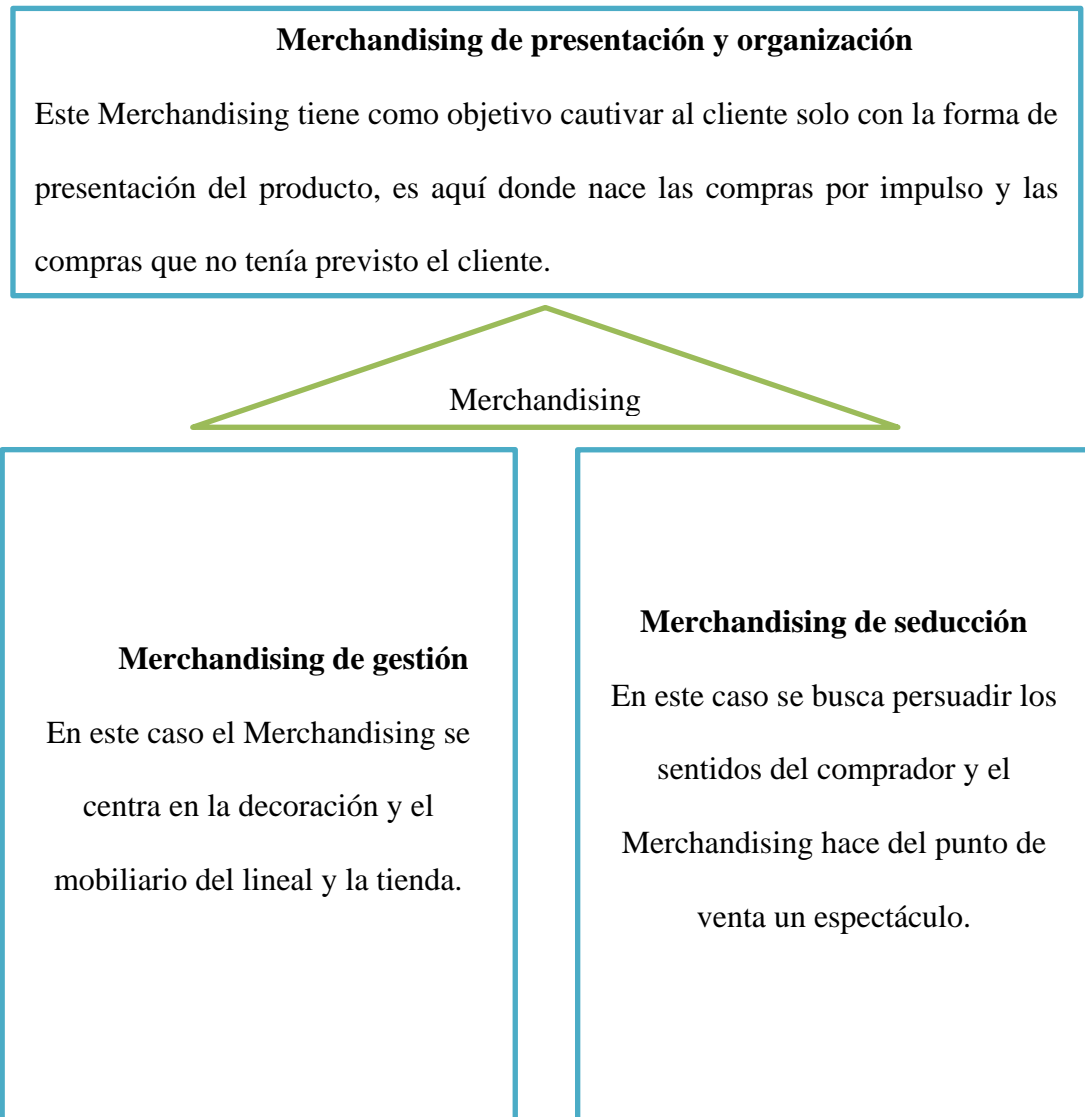 Merchandising de presentación y organización
Este Merchandising tiene como objetivo cautivar al cliente solo con la forma de
presentación del producto, es aquí donde nace las compras por impulso y las
compras que no tenía previsto el cliente.
Merchandising
Merchandising de gestión
En este caso el Merchandising se
centra en la decoración y el
mobiliario del lineal y la tienda.
Merchandising de seducción
En este caso se busca persuadir los
sentidos del comprador y el
Merchandising hace del punto de
venta un espectáculo.